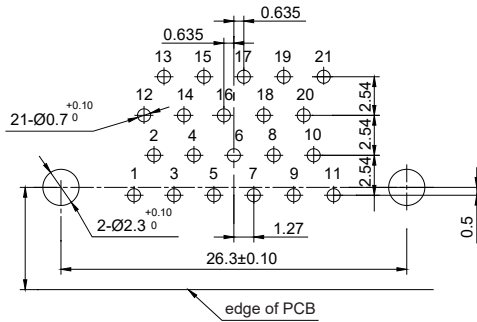 0.635
0.635
13 15 17 19 21
12 14 16 18 20
21-Ø0.7 +0.10 0
2.54
2 4 6 8 10
2.54
2.54
1 3 5 7 9 11
2-Ø2.3 +0.10 0
1.27
0.5
26.3±0.10
edge of PCB